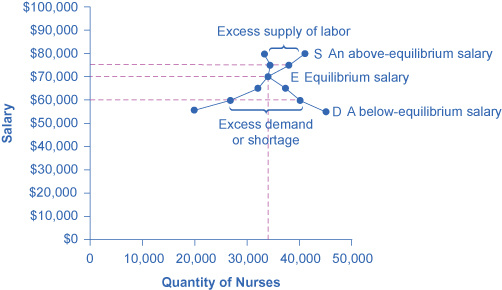 $100,000
$90,000
Excess supply of labor
$80,000
S An above-equilibrium salary
$70,000
E Equilibrium salary
$60,000
D A below-equilibrium salary
$50,000
Excess demand
or shortage
$40,000
$30,000
$20,000
$10,000
$0
Salary
0 10,000 20,000 30,000 40,000 50,000
Quantity of Nurses